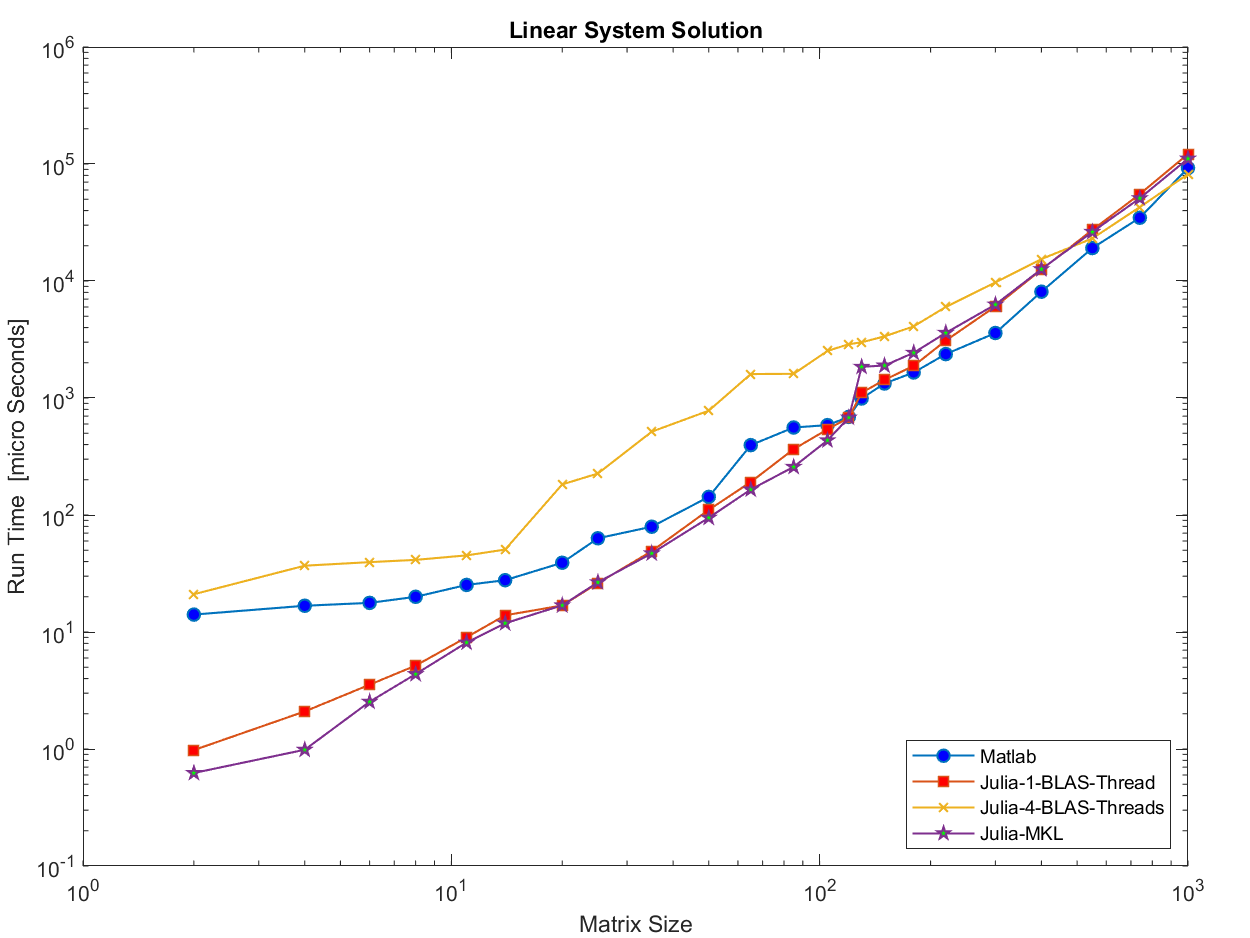 Linear System Solution
10^6
10^5
10^4
10^3
10^2
10^1
10^0
10^-1
Run Time [micro Seconds]
Matlab
Julia-1-BLAS-Thread
Julia-4-BLAS-Threads
Julia-MKL
10^0 10^1 10^2 10^3
Matrix Size